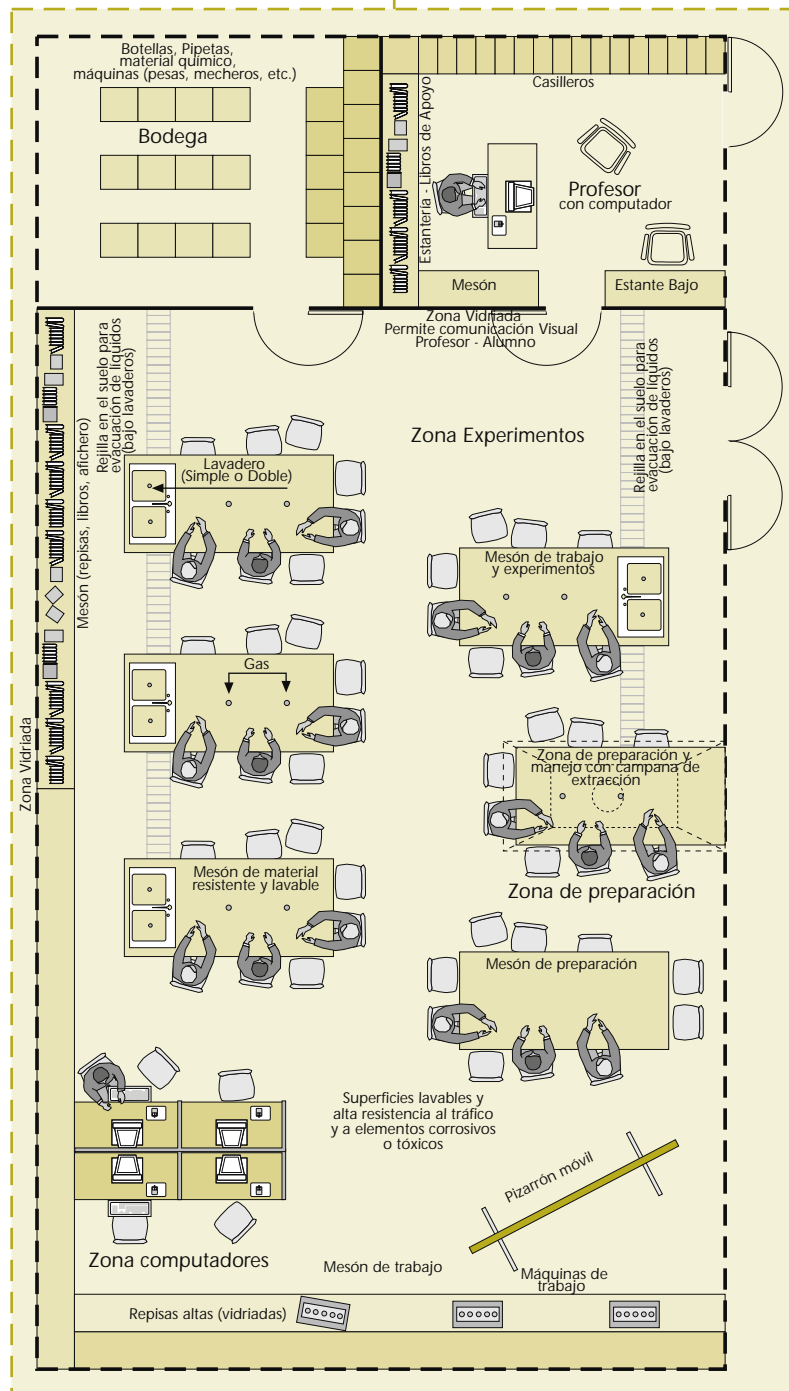 Botellas, Pipetas,
material químico,
máquinas (pesas, mecheros, etc.)
Bodega
Casilleros
Estantería - Libros de Apoyo
Profesor
con computador
Mesón
Estante Bajo
Zona Vidriada
Permite comunicación Visual
Profesor - Alumno
Rejilla en el suelo para
evacuación de líquidos
(bajo lavaderos)
Mesón (repisas, libros, afichero)
Zona Vidriada
Lavadero
(Simple o Doble)
Zona Experimentos
Rejilla en el suelo para
evacuación de líquidos
(bajo lavaderos)
Mesón de trabajo
y experimentos
Gas
Zona de preparación y
manejo con campana de
extracción
Zona de preparación
Mesón de material
resistente y lavable
Mesón de preparación
Superficies lavables y
alta resistencia al tráfico
y a elementos corrosivos
o tóxicos
Pizarrón móvil
Zona computadores
Mesón de trabajo
Máquinas de
trabajo
Repisas altas (vidriadas)